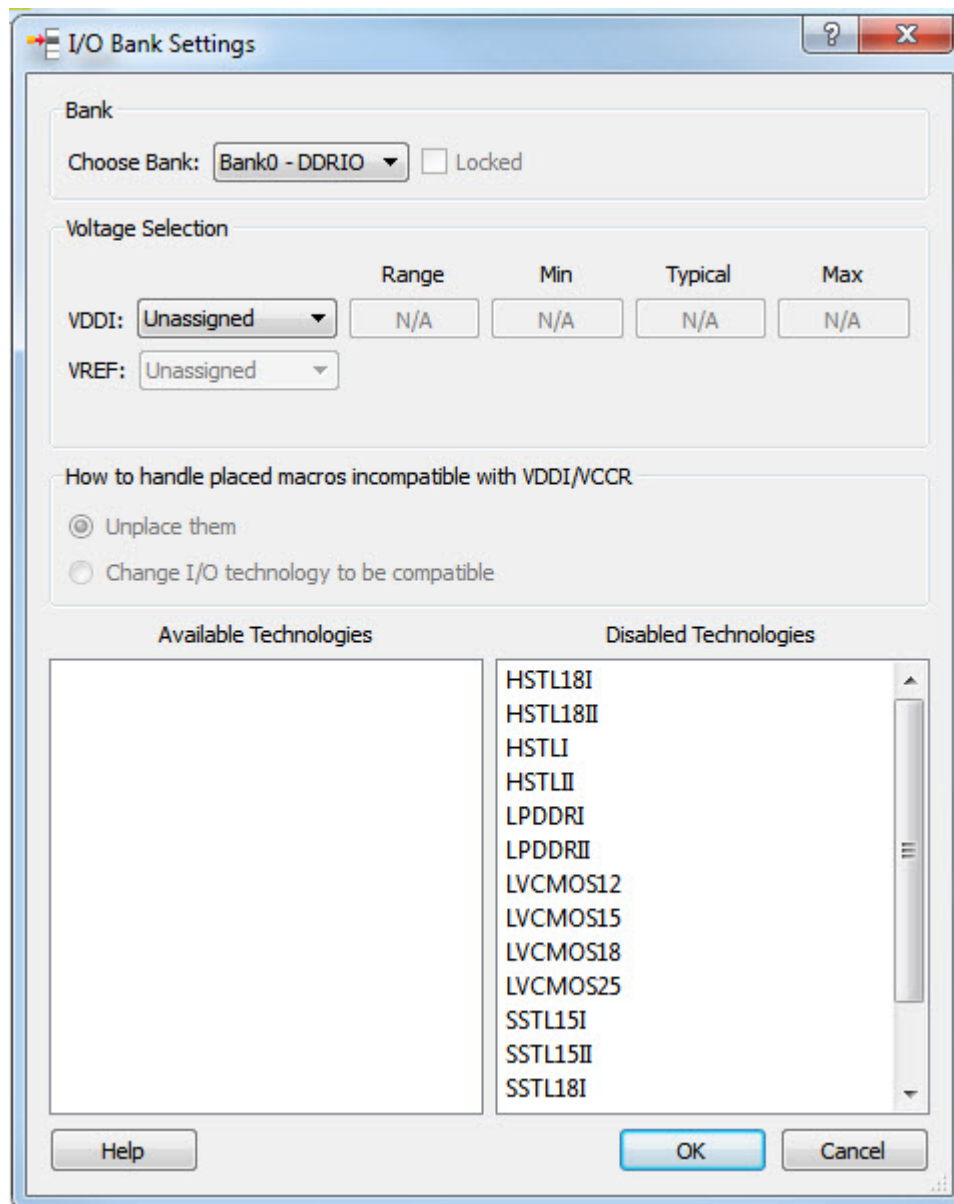 I/O Bank Settings
Bank
Choose Bank: Bank0 - DDRIO Locked
Voltage Selection
Range Min Typical Max
VDDI: Unassigned N/A N/A N/A N/A
VREF: Unassigned
How to handle placed macros incompatible with VDDI/VCCR
Unplace them
Change I/O technology to be compatible
Available Technologies Disabled Technologies
HSTL18I
HSTL18II
HSTLI
HSTLII
LPDDRI
LPDDRII
LVCMOS12
LVCMOS15
LVCMOS18
LVCMOS25
SSTL15I
SSTL15II
SSTL18I
Help OK Cancel